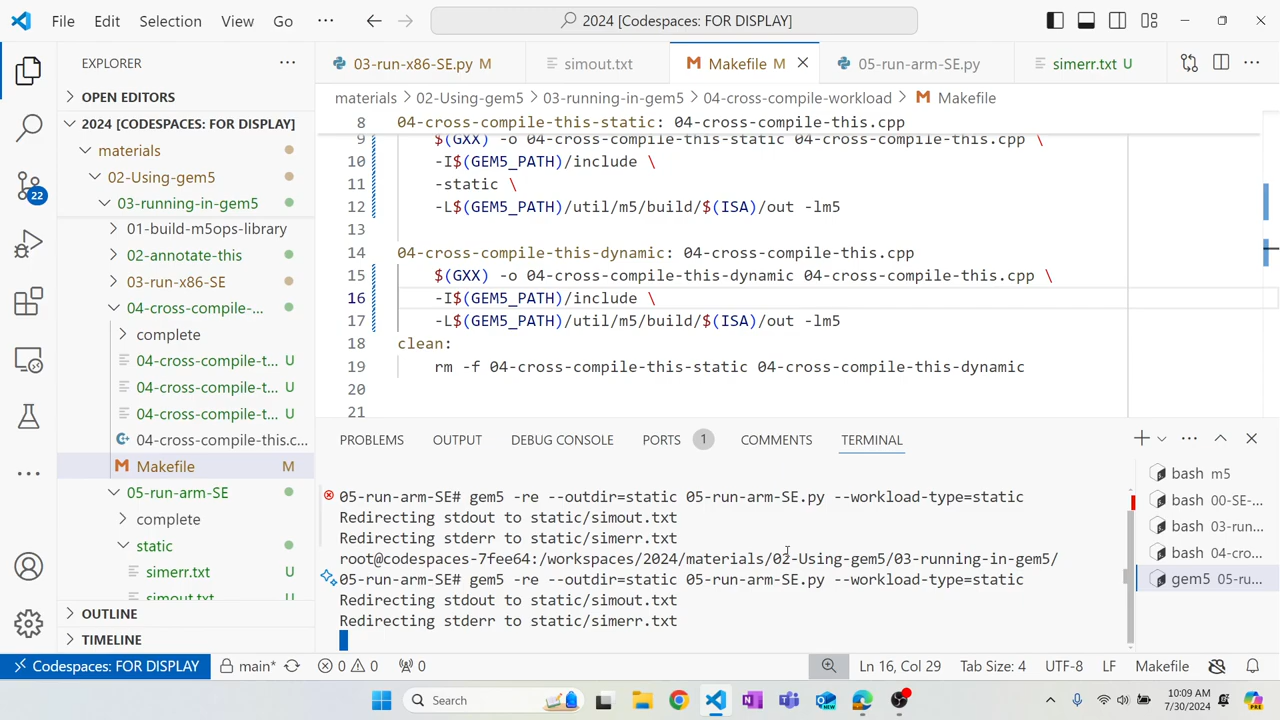 File Edit Selection View Go ··· 2024 [Codespaces: FOR DISPLAY]
EXPLORER
OPEN EDITORS
2024 [CODESPACES: FOR DISPLAY]
materials
02-Using-gem5
03-running-in-gem5
01-build-m5ops-library
02-annotate-this
03-run-x86-SE
04-cross-compile-...
complete
04-cross-compile-t... U
04-cross-compile-t... U
04-cross-compile-t... U
04-cross-compile-this.c...
Makefile M
05-run-arm-SE
complete
static
simerr.txt U
simout.txt U
OUTLINE
TIMELINE
22
03-run-x86-SE.py M simout.txt Makefile M 05-run-arm-SE.py simerr.txt U
materials > 02-Using-gem5 > 03-running-in-gem5 > 04-cross-compile-workload > Makefile
8 04-cross-compile-this-static: 04-cross-compile-this.cpp
9 $(GXX) -o 04-cross-compile-this-static 04-cross-compile-this.cpp \
10 -I$(GEM5_PATH)/include \
11 -static \
12 -L$(GEM5_PATH)/util/m5/build/$(ISA)/out -lm5
13
14 04-cross-compile-this-dynamic: 04-cross-compile-this.cpp
15 $(GXX) -o 04-cross-compile-this-dynamic 04-cross-compile-this.cpp \
16 -I$(GEM5_PATH)/include \
17 -L$(GEM5_PATH)/util/m5/build/$(ISA)/out -lm5
18 clean:
19 rm -f 04-cross-compile-this-static 04-cross-compile-this-dynamic
20
21
PROBLEMS OUTPUT DEBUG CONSOLE PORTS 1 COMMENTS TERMINAL
05-run-arm-SE# gem5 -re --outdir=static 05-run-arm-SE.py --workload-type=static
Redirecting stdout to static/simout.txt
Redirecting stderr to static/simerr.txt
root@codespaces-7fee64:/workspaces/2024/materials/02-Using-gem5/03-running-in-gem5/
05-run-arm-SE# gem5 -re --outdir=static 05-run-arm-SE.py --workload-type=static
Redirecting stdout to static/simout.txt
Redirecting stderr to static/simerr.txt
bash m5
bash 00-SE-...
bash 03-run...
bash 04-cro...
gem5 05-ru...
Codespaces: FOR DISPLAY main* 0 0 0 Ln 16, Col 29 Tab Size: 4 UTF-8 LF Makefile
Search
10:09 AM
7/30/2024